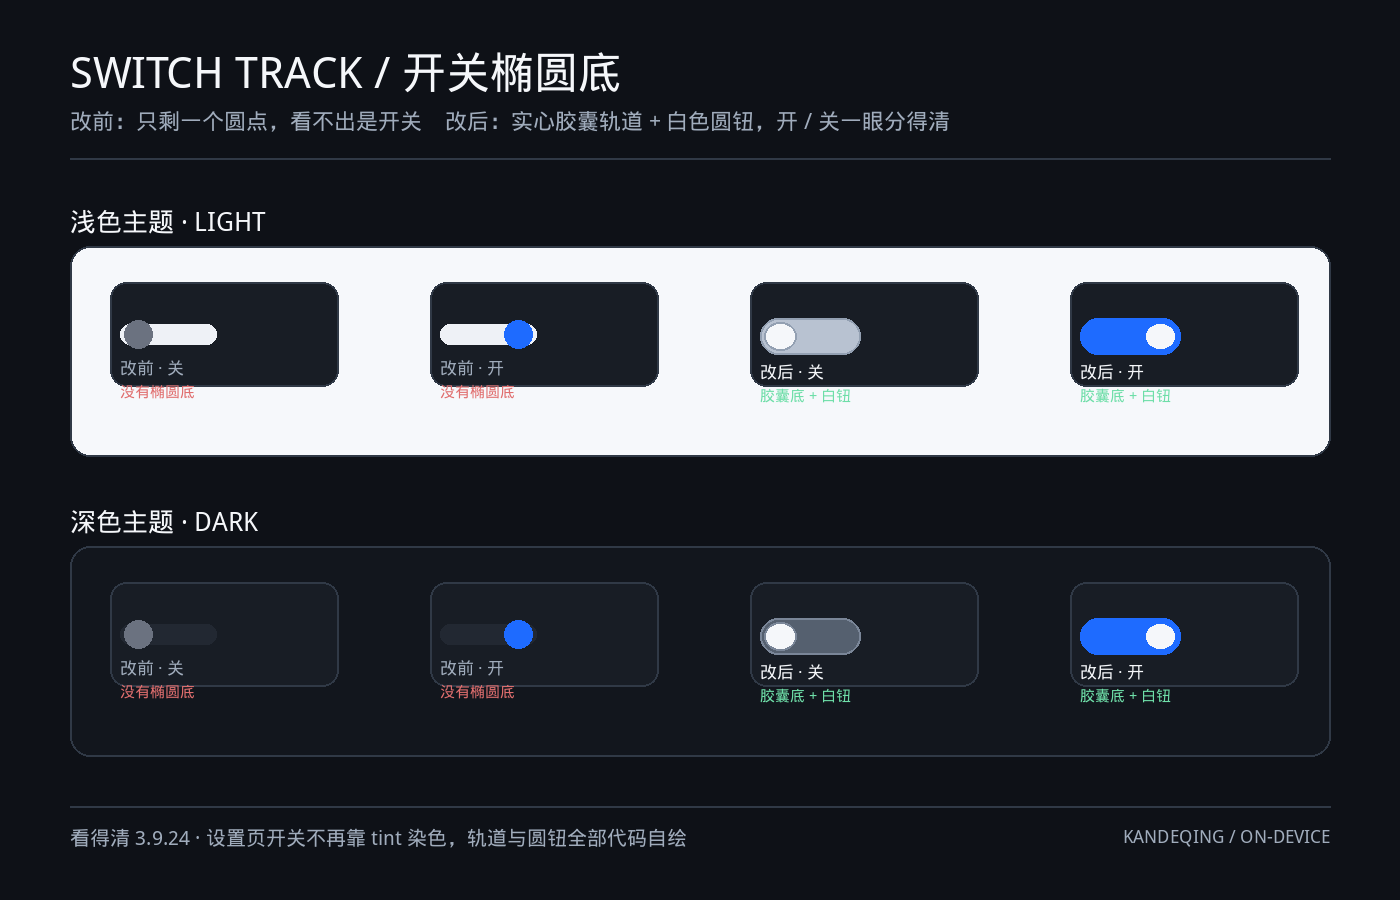 SWITCH TRACK / 开关椭圆底
改前：只剩一个圆点，看不出是开关　改后：实心胶囊轨道 + 白色圆钮，开 / 关一眼分得清
浅色主题 · LIGHT
改前 · 关
没有椭圆底
改前 · 开
没有椭圆底
改后 · 关
胶囊底 + 白钮
改后 · 开
胶囊底 + 白钮
深色主题 · DARK
改前 · 关
没有椭圆底
改前 · 开
没有椭圆底
改后 · 关
胶囊底 + 白钮
改后 · 开
胶囊底 + 白钮
看得清 3.9.24 · 设置页开关不再靠 tint 染色，轨道与圆钮全部代码自绘
KANDEQING / ON-DEVICE